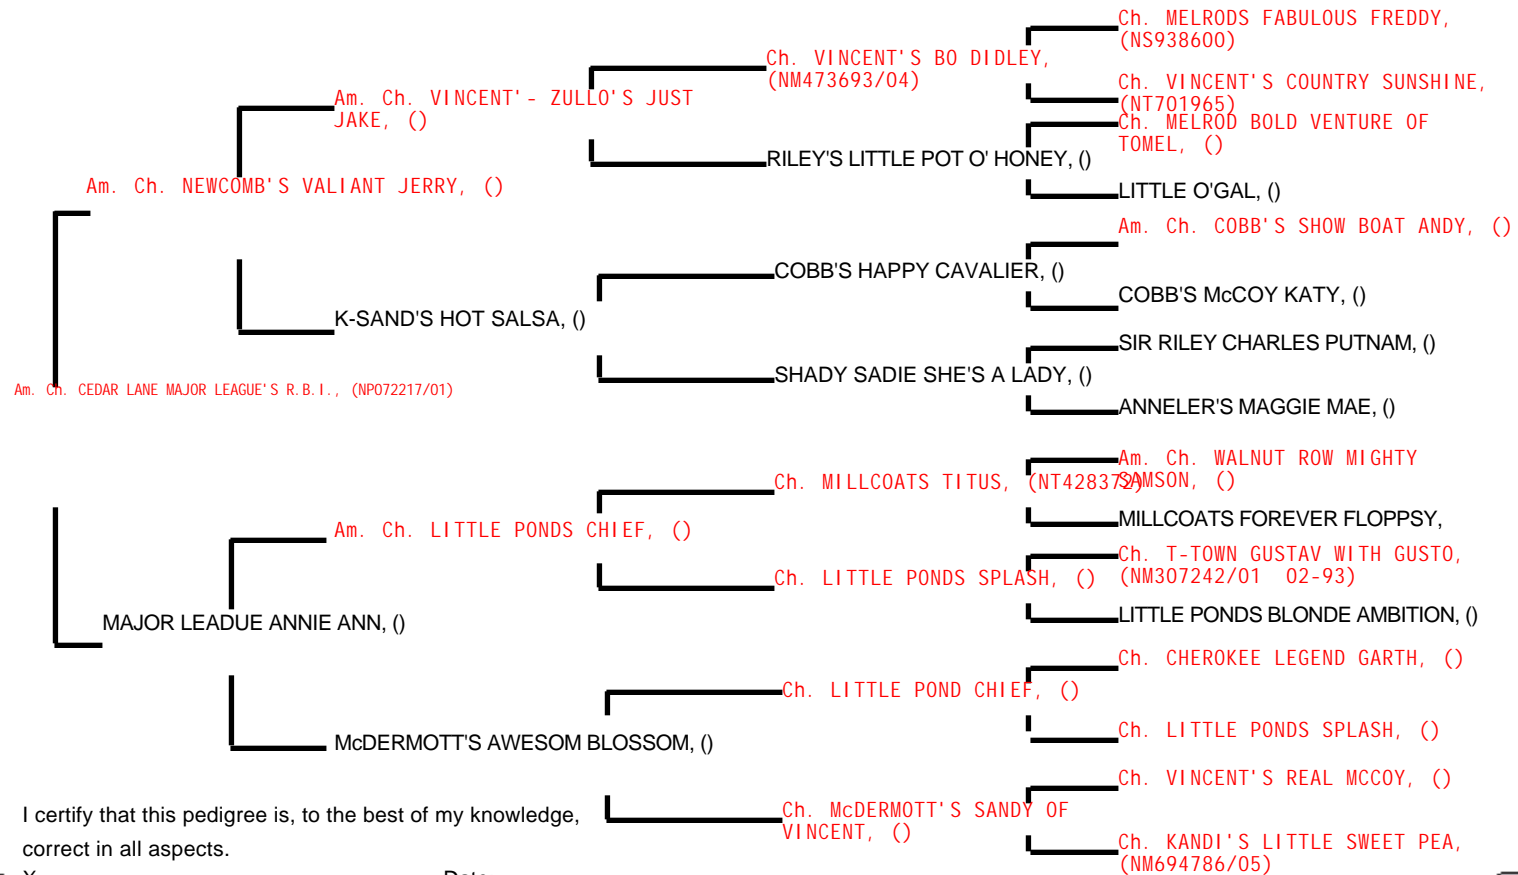 Ch. MELRODS FABULOUS FREDDY,
(NS938600)
Ch. VINCENT'S BO DIDLEY,
(NM473693/04)
Ch. VINCENT'S COUNTRY SUNSHINE,
(NT701965)
Am. Ch. VINCENT'- ZULLO'S JUST
JAKE, ()
Ch. MELROD BOLD VENTURE OF
TOMEL, ()
RILEY'S LITTLE POT O' HONEY, ()
LITTLE O'GAL, ()
Am. Ch. NEWCOMB'S VALIANT JERRY, ()
Am. Ch. COBB'S SHOW BOAT ANDY, ()
COBB'S HAPPY CAVALIER, ()
COBB'S McCOY KATY, ()
K-SAND'S HOT SALSA, ()
SIR RILEY CHARLES PUTNAM, ()
SHADY SADIE SHE'S A LADY, ()
ANNELER'S MAGGIE MAE, ()
Am. Ch. CEDAR LANE MAJOR LEAGUE'S R.B.I., (NP072217/01)
Am. Ch. WALNUT ROW MIGHTY
SAMSON, ()
Ch. MILLCOATS TITUS, (NT428372)
MILLCOATS FOREVER FLOPPSY,
Am. Ch. LITTLE PONDS CHIEF, ()
Ch. T-TOWN GUSTAV WITH GUSTO,
(NM307242/01 02-93)
Ch. LITTLE PONDS SPLASH, ()
LITTLE PONDS BLONDE AMBITION, ()
MAJOR LEADUE ANNIE ANN, ()
Ch. CHEROKEE LEGEND GARTH, ()
Ch. LITTLE POND CHIEF, ()
Ch. LITTLE PONDS SPLASH, ()
McDERMOTT'S AWESOM BLOSSOM, ()
Ch. VINCENT'S REAL MCCOY, ()
Ch. McDERMOTT'S SANDY OF
VINCENT, ()
Ch. KANDI'S LITTLE SWEET PEA,
(NM694786/05)
I certify that this pedigree is, to the best of my knowledge,
correct in all aspects.
X Date